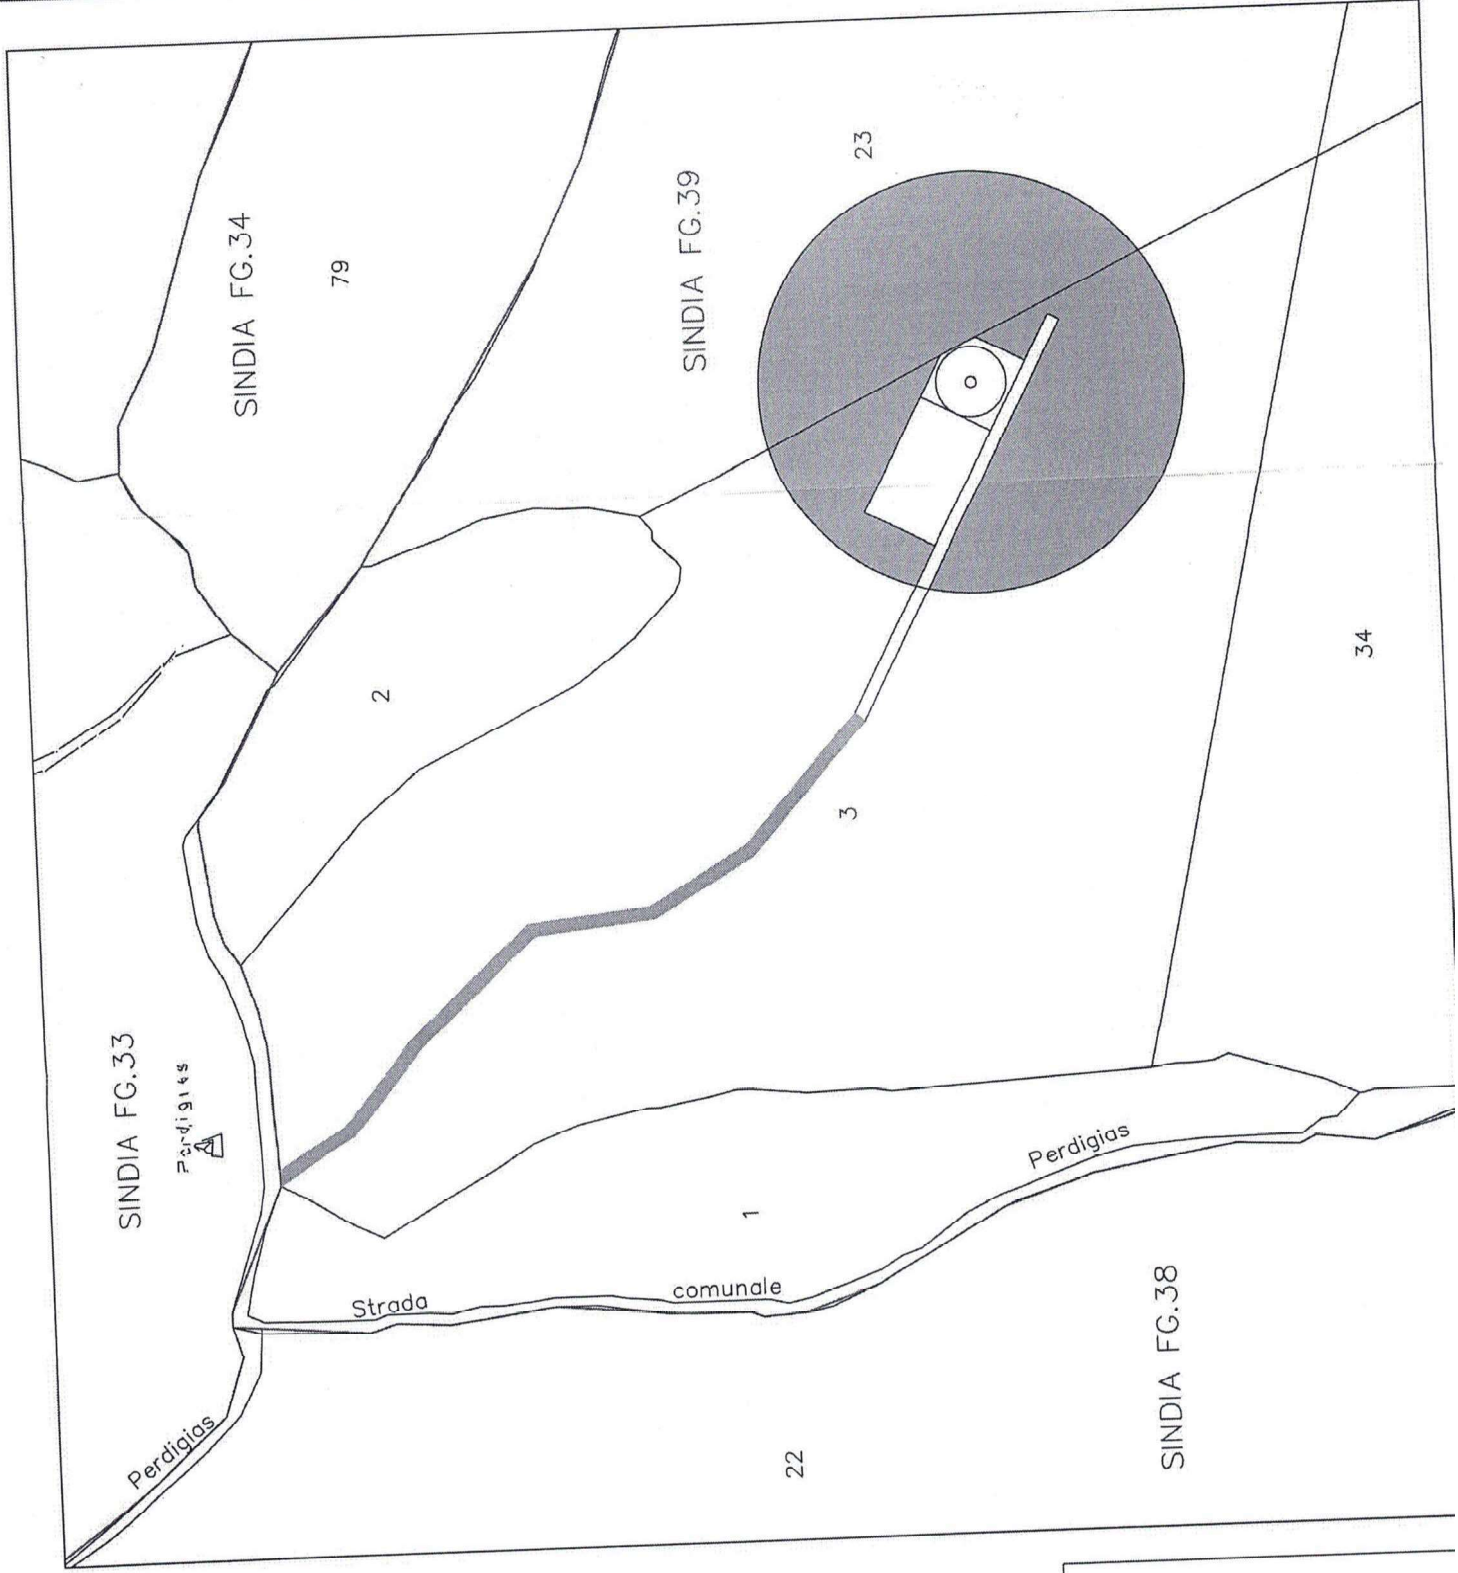 23
SINDIA FG.34
79
SINDIA FG.39
2
34
3
SINDIA FG.33
Perdigias
1
Strada comunale Perdigias
Perdigias
22
SINDIA FG.38